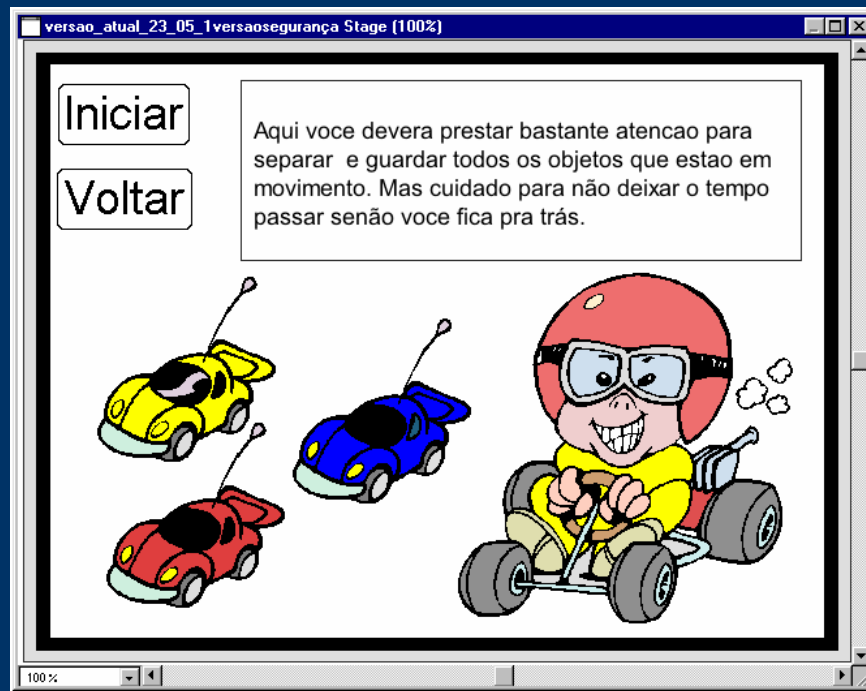 versao_atual_23_05_1versaosegurança Stage (100%)
Iniciar
Voltar
Aqui voce devera prestar bastante atencao para
separar  e guardar todos os objetos que estao em
movimento. Mas cuidado para não deixar o tempo
passar senão voce fica pra trás.
100%